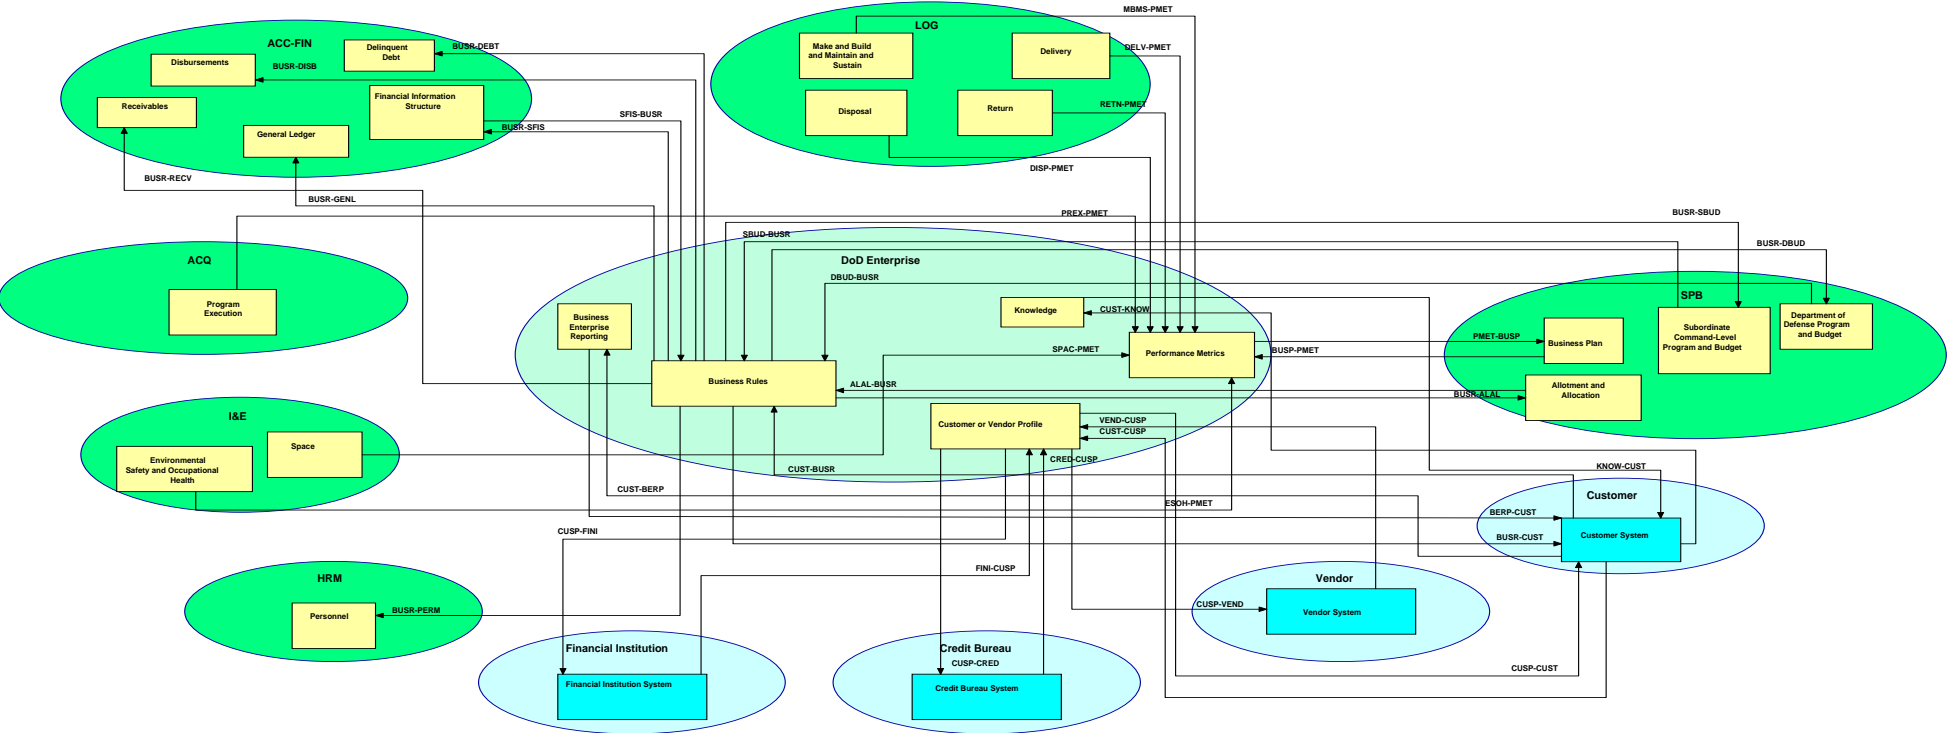 MBMS-PMET
LOG
ACC-FIN
Delinquent
Debt
BUSR-DEBT
Make and Build
and Maintain and
Sustain
Delivery
DELV-PMET
Disbursements
BUSR-DISB
Receivables
Financial Information
Structure
SFIS-BUSR
BUSR-SFIS
General Ledger
Disposal
Return
RETN-PMET
DISP-PMET
BUSR-RECV
BUSR-GENL
PREX-PMET
BUSR-SBUD
SBUD-BUSR
BUSR-DBUD
ACQ
DoD Enterprise
DBUD-BUSR
SPB
Program
Execution
Business
Enterprise
Reporting
Knowledge
CUST-KNOW
Subordinate
Command-Level
Program and Budget
Department of
Defense Program
and Budget
PMET-BUSP
Business Plan
SPAC-PMET
Performance Metrics
BUSP-PMET
Business Rules
ALAL-BUSR
BUSR-ALAL
Allotment and
Allocation
I&E
Space
Environmental
Safety and Occupational
Health
Customer or Vendor Profile
VEND-CUSP
CUST-CUSP
CRED-CUSP
CUST-BUSR
KNOW-CUST
CUST-BERP
ESOH-PMET
Customer
BERP-CUST
CUSP-FINI
BUSR-CUST
Customer System
FINI-CUSP
HRM
Vendor
Personnel
BUSR-PERM
CUSP-VEND
Vendor System
Financial Institution
Credit Bureau
CUSP-CRED
CUSP-CUST
Financial Institution System
Credit Bureau System